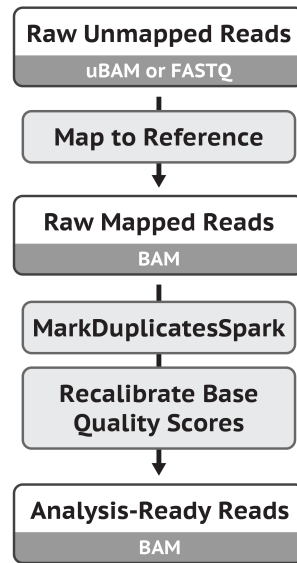 Raw Unmapped Reads
uBAM or FASTQ
Map to Reference
Raw Mapped Reads
BAM
MarkDuplicatesSpark
Recalibrate Base
Quality Scores
Analysis-Ready Reads
BAM